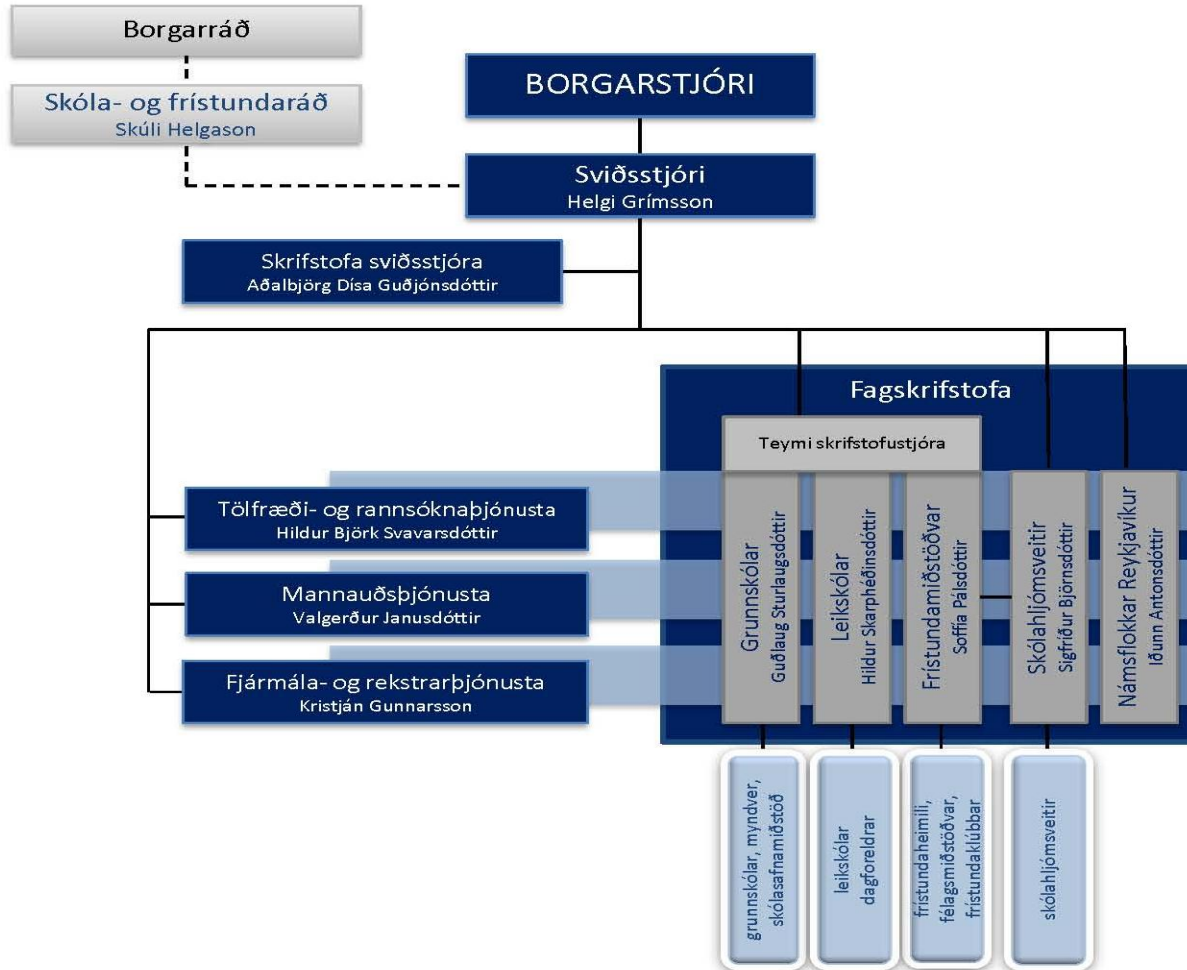 Borgarráð
Skóla- og frístundaráð
Skúli Helgason
BORGARSTJÓRI
Sviðsstjóri
Helgi Grímsson
Skrifstofa sviðsstjóra
Aðalbjörg Dísa Guðjónsdóttir
Fagskrifstofa
Teymi skrifstofustjóra
Tölfræði- og rannsóknaþjónusta
Hildur Björk Svavarsdóttir
Mannauðsþjónusta
Valgerður Janusdóttir
Fjármála- og rekstrarþjónusta
Kristján Gunnarsson
Grunnskólar
Guðlaug Sturlaugsdóttir
Leikskólar
Hildur Skarphéðinsdóttir
Frístundamiðstöðvar
Soffía Pálsdóttir
Skólahljómsveitir
Sigfríður Björnsdóttir
Námsflokkar Reykjavíkur
Iðunn Antonsdóttir
grunnskólar, myndver,
skólasafnamiðstöð
leikskólar
dagforeldrar
frístundaheimili,
félagsmiðstöðvar,
frístundaklúbbar
skólahljómsveitir